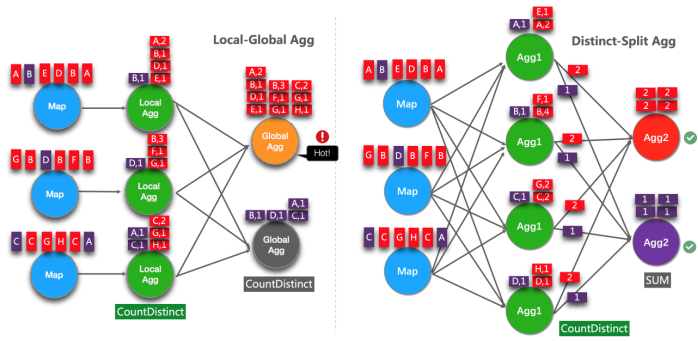 Local-Global Agg
A B E D B A
Map
A,2
B,1
D,1
B,1 E,1
Local
Agg
G B D B F B
Map
B,3
F,1
D,1 G,1
Local
Agg
C C G H C A
Map
C,2
A,1 G,1
C,1 H,1
Local
Agg
CountDistinct
A,2
B,1 B,3 C,2
D,1 F,1 G,1
E,1 G,1 H,1
Global
Agg
Hot!
A,1
B,1 D,1 C,1
Global
Agg
CountDistinct
Distinct-Split Agg
A B E D B A
Map
G B D B F B
Map
C C G H C A
Map
E,1
A,1 A,2
Agg1
F,1
B,1 B,4
Agg1
G,2
C,1 C,2
Agg1
H,1
D,1 D,1
Agg1
CountDistinct
2
1
2
1
2
1
2
1
2 2
2 2
Agg2
1 1
1 1
Agg2
SUM